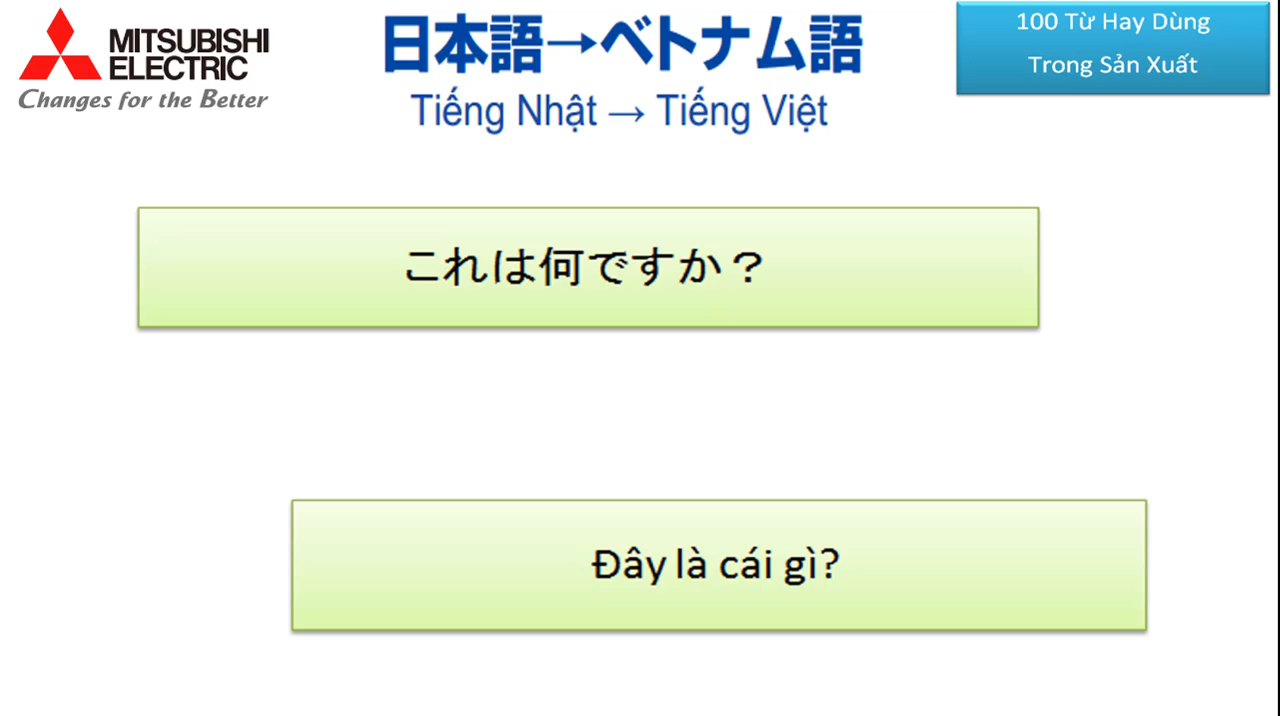 MITSUBISHI
ELECTRIC
Changes for the Better
日本語→ベトナム語
Tiếng Nhật → Tiếng Việt
100 Từ Hay Dùng
Trong Sản Xuất
これは何ですか？
Đây là cái gì?